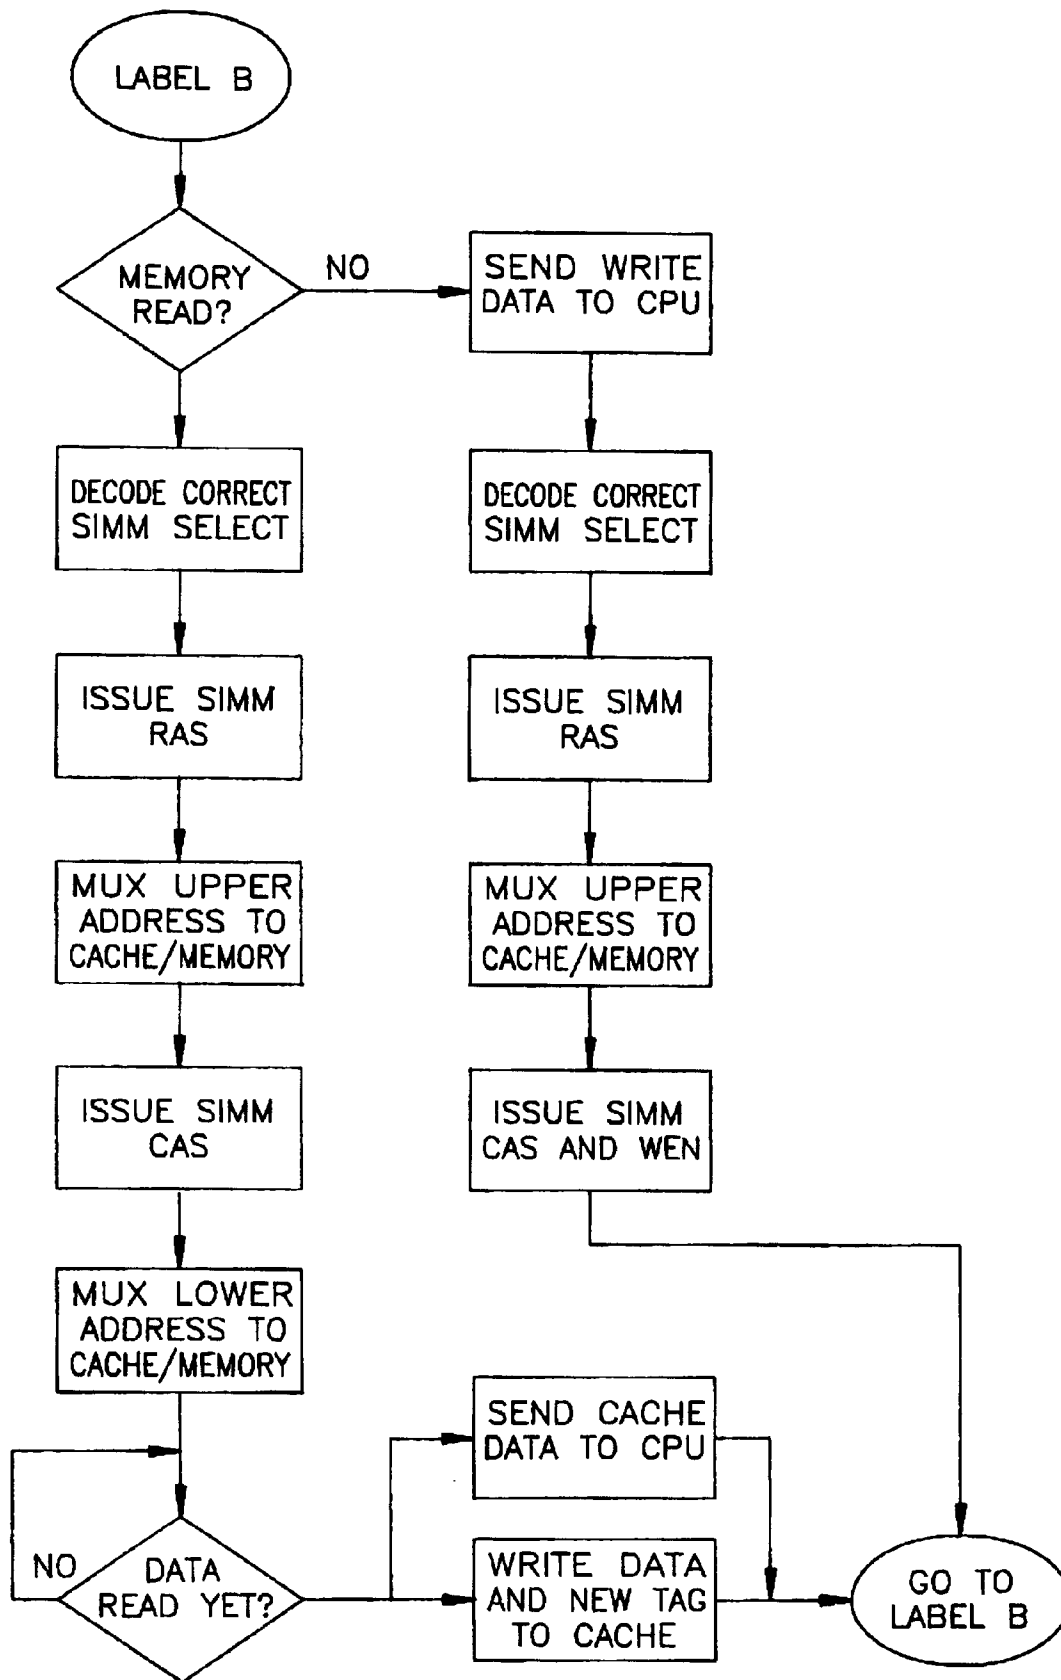 LABEL B
MEMORY
READ?
NO
SEND WRITE
DATA TO CPU
DECODE CORRECT
SIMM SELECT
DECODE CORRECT
SIMM SELECT
ISSUE SIMM
RAS
ISSUE SIMM
RAS
MUX UPPER
ADDRESS TO
CACHE/MEMORY
MUX UPPER
ADDRESS TO
CACHE/MEMORY
ISSUE SIMM
CAS
ISSUE SIMM
CAS AND WEN
MUX LOWER
ADDRESS TO
CACHE/MEMORY
SEND CACHE
DATA TO CPU
NO
DATA
READ YET?
WRITE DATA
AND NEW TAG
TO CACHE
GO TO
LABEL B